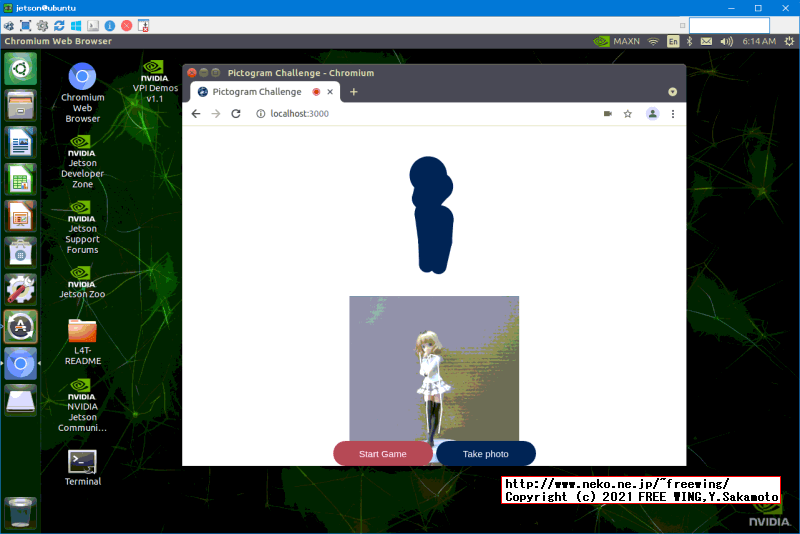 jetson@ubuntu
Chromium Web Browser
MAXN
En
6:14 AM
Pictogram Challenge - Chromium
Pictogram Challenge
localhost:3000
Chromium
Web
Browser
NVIDIA
VPI Demos
v1.1
NVIDIA
Jetson
Developer
Zone
NVIDIA
Jetson
Support
Forums
NVIDIA
Jetson Zoo
L4T-
README
NVIDIA
NVIDIA
Jetson
Communi...
Terminal
Start Game
Take photo
http://www.neko.ne.jp/~freewing/
Copyright (c) 2021 FREE WING,Y.Sakamoto
NVIDIA.